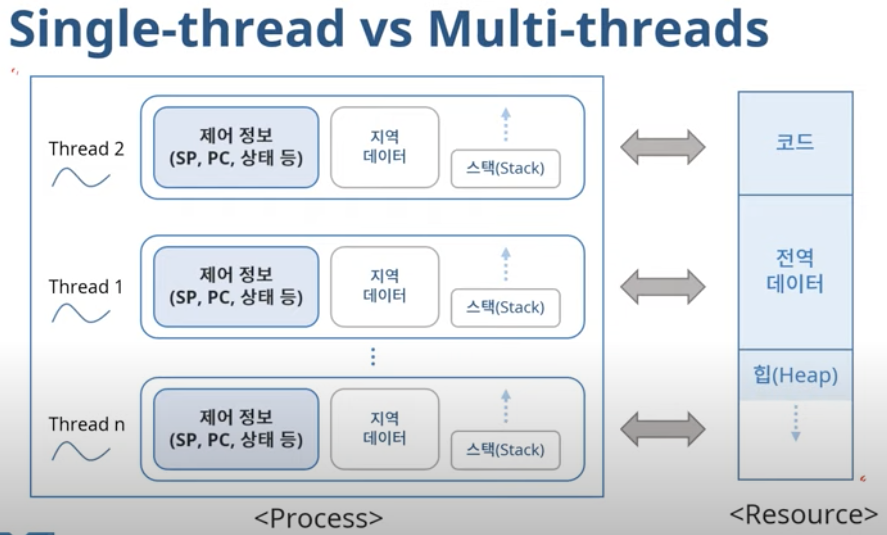 Single-thread vs Multi-threads
Thread 2
제어 정보
(SP, PC, 상태 등)
지역
데이터
스택(Stack)
코드
Thread 1
제어 정보
(SP, PC, 상태 등)
지역
데이터
스택(Stack)
전역
데이터
힙(Heap)
Thread n
제어 정보
(SP, PC, 상태 등)
지역
데이터
스택(Stack)
<Process>
<Resource>